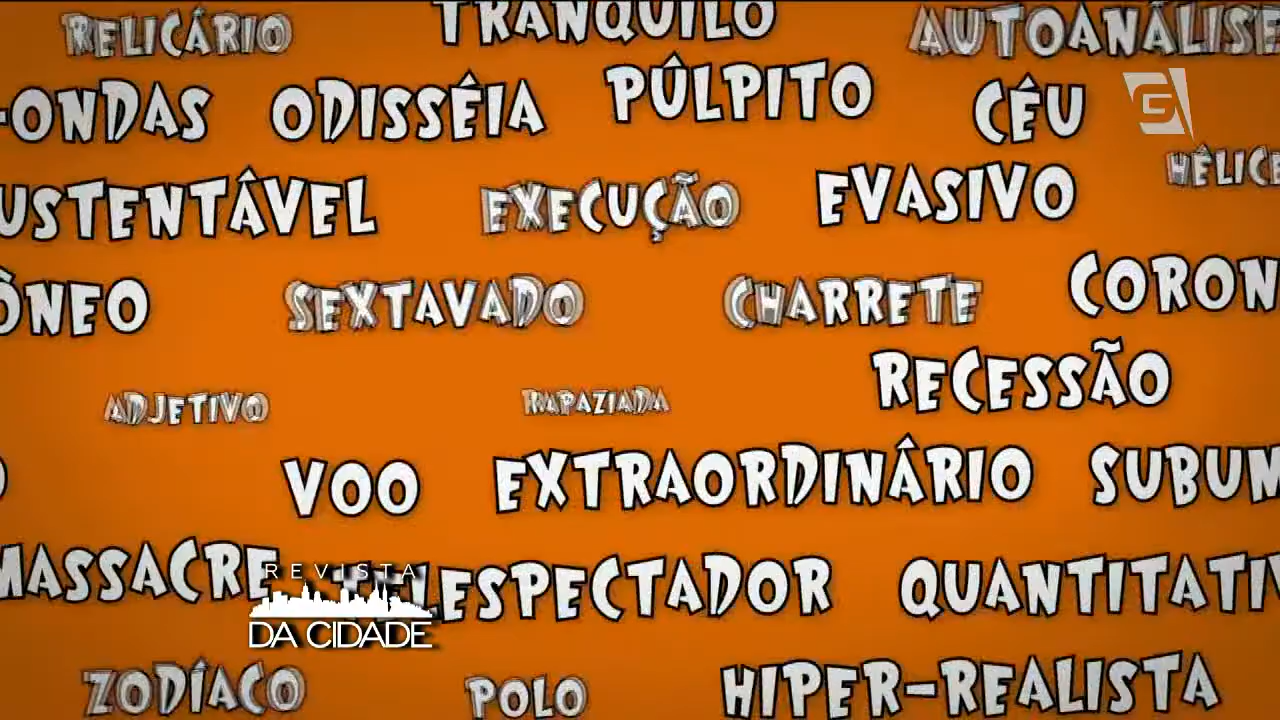 RELICÁRIO TRANQUILO AUTOANÁLISE
-ONDAS ODISSÉIA PÚLPITO CÉU
USTENTÁVEL EXECUÇÃO EVASIVO HÉLICE
ÔNEO SEXTAVADO CHARRETE CORON
RECESSÃO
ADJETIVO RAPAZIADA
VOO EXTRAORDINÁRIO SUBUM
MASSACRE LESPECTADOR QUANTITATIV
REVISTA
DA CIDADE
ZODÍACO POLO HIPER-REALISTA